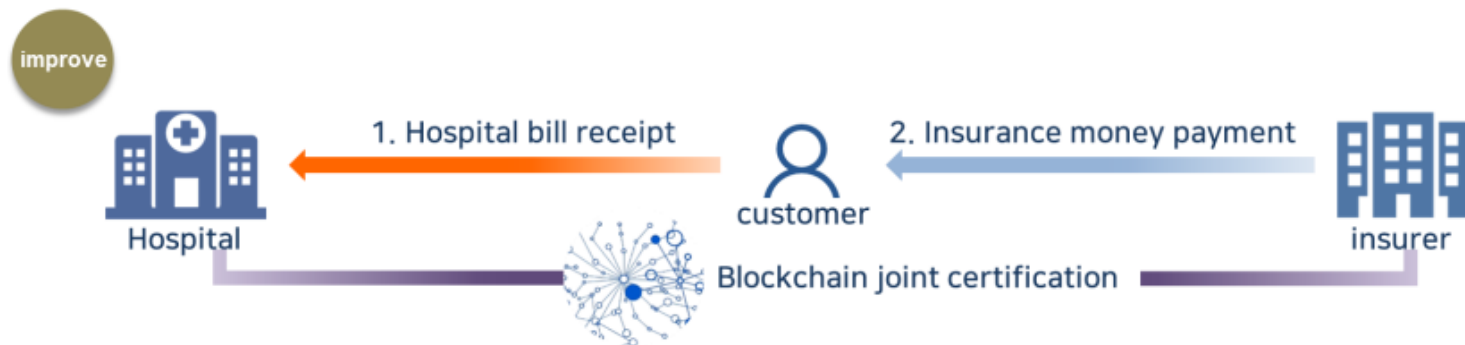 improve
1. Hospital bill receipt
2. Insurance money payment
customer
Hospital
insurer
Blockchain joint certification